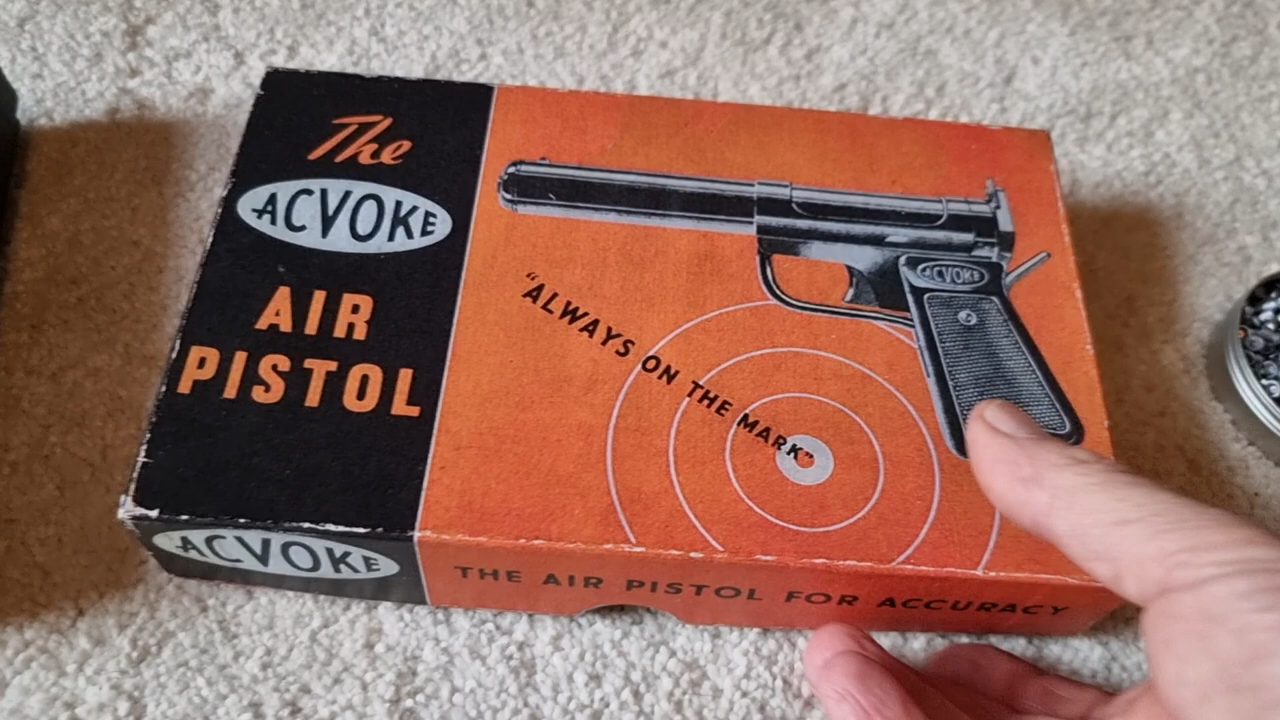 The
ACVOKE
AIR
PISTOL
ACVOKE
"ALWAYS ON THE MARK"
ACVOKE
THE AIR PISTOL FOR ACCURACY